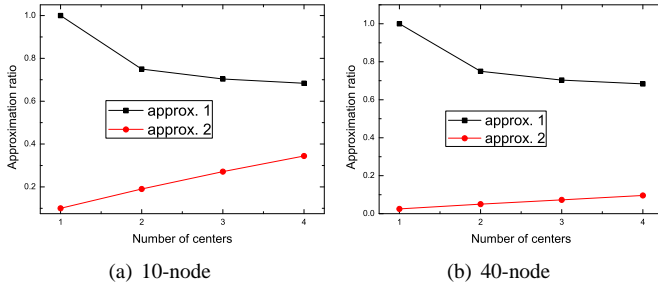 1.0
0.8
0.6
0.4
0.2
Approximation ratio
approx. 1
approx. 2
1 2 3 4
Number of centers
(a) 10-node
1.0
0.8
0.6
0.4
0.2
0.0
Approximation ratio
approx. 1
approx. 2
1 2 3 4
Number of centers
(b) 40-node